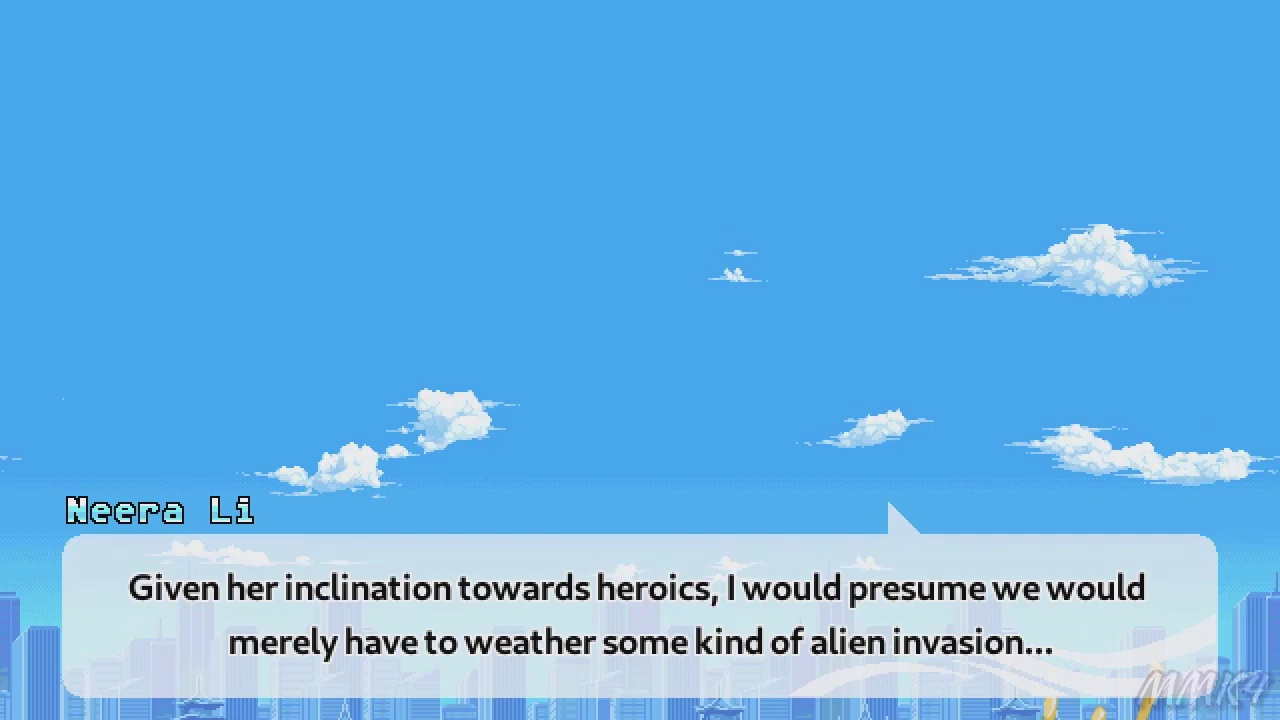 Neera Li
Given her inclination towards heroics, I would presume we would
merely have to weather some kind of alien invasion...
MMK4